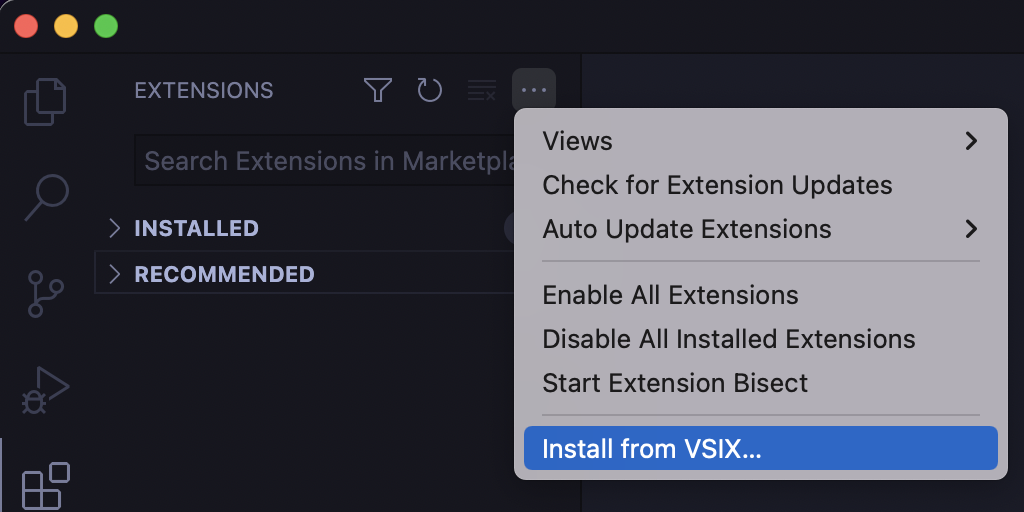 EXTENSIONS
Search Extensions in Marketpla
INSTALLED
RECOMMENDED
Views
Check for Extension Updates
Auto Update Extensions
Enable All Extensions
Disable All Installed Extensions
Start Extension Bisect
Install from VSIX...